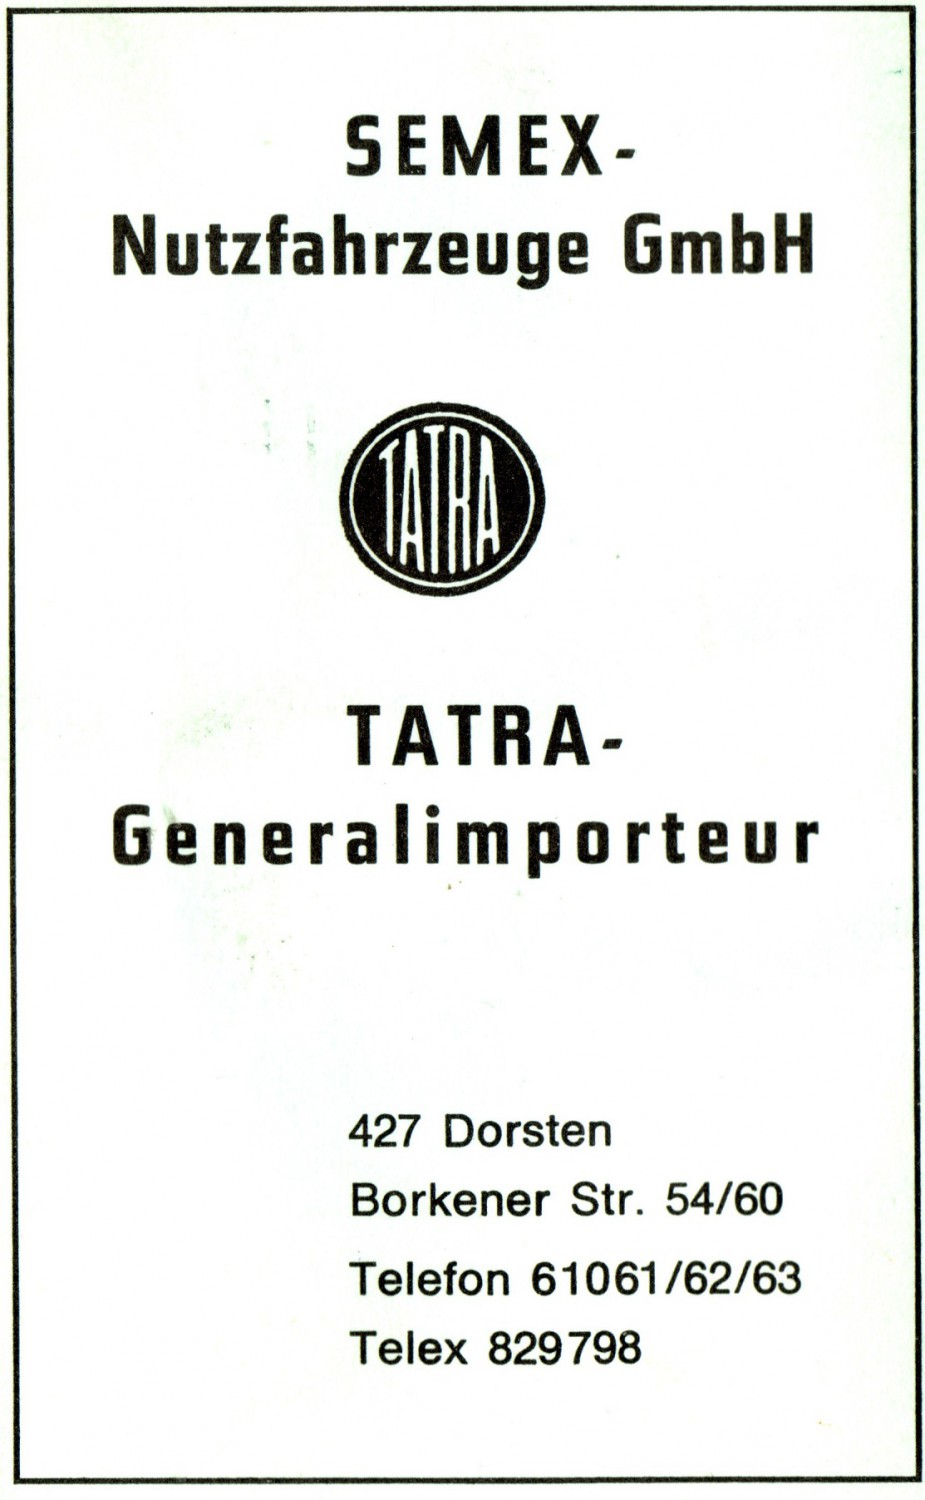 SEMEX-
Nutzfahrzeuge GmbH
TATRA
TATRA-
Generalimporteur
427 Dorsten
Borkener Str. 54/60
Telefon 61061/62/63
Telex 829798